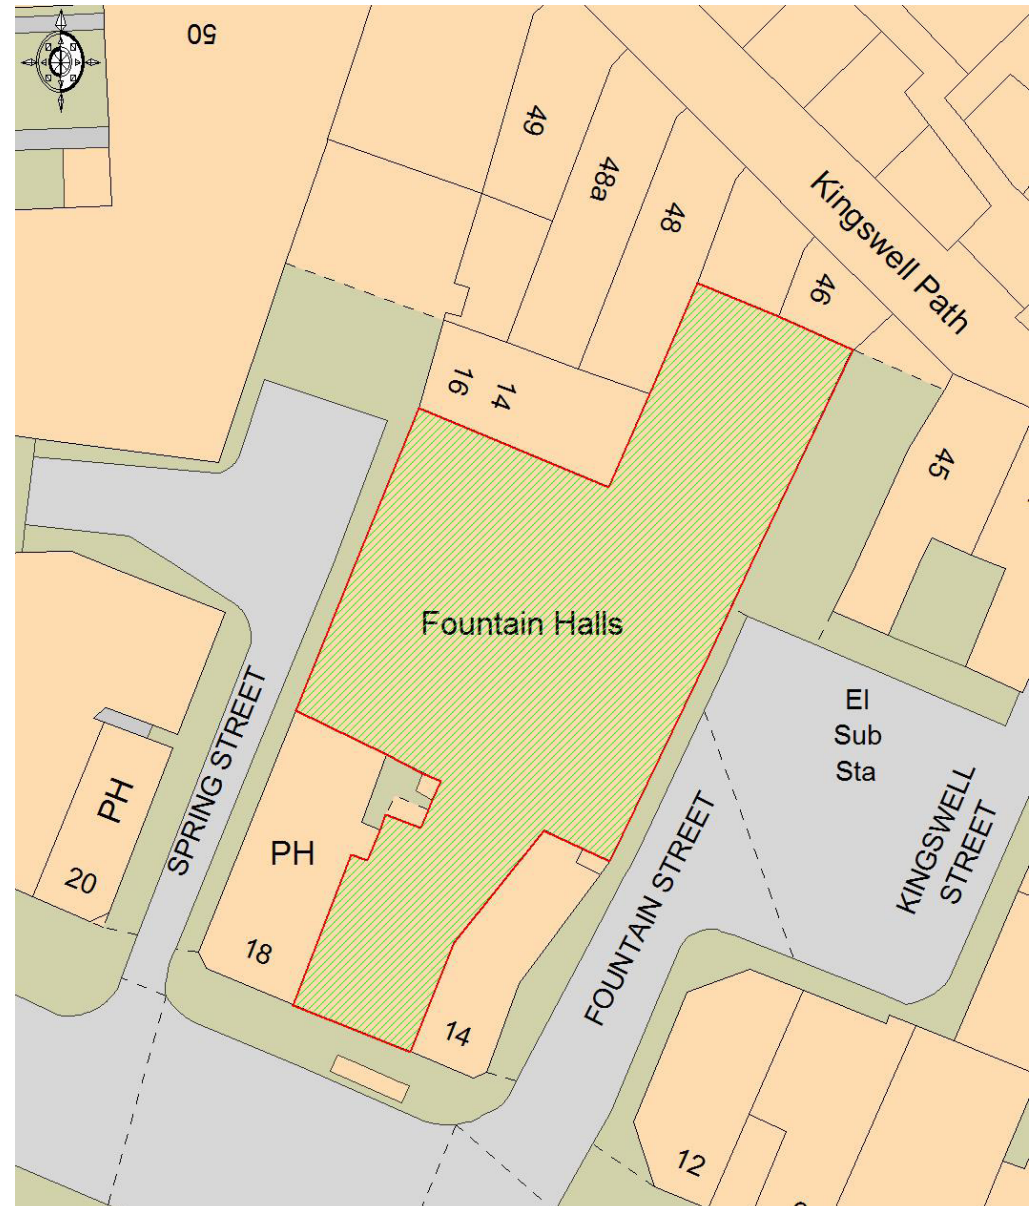 50
49
48a
48
46
Kingswell Path
16
14
45
Fountain Halls
El
Sub
Sta
SPRING STREET
PH
20
PH
18
14
FOUNTAIN STREET
KINGSWELL
STREET
12